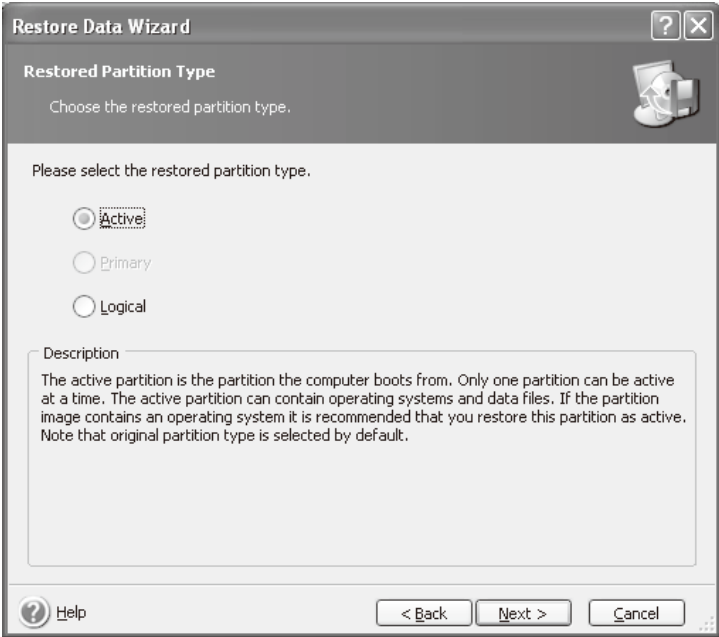 Restore Data Wizard
Restored Partition Type
Choose the restored partition type.
Please select the restored partition type.
Active
Primary
Logical
Description
The active partition is the partition the computer boots from. Only one partition can be active
at a time. The active partition can contain operating systems and data files. If the partition
image contains an operating system it is recommended that you restore this partition as active.
Note that original partition type is selected by default.
Help
< Back
Next >
Cancel